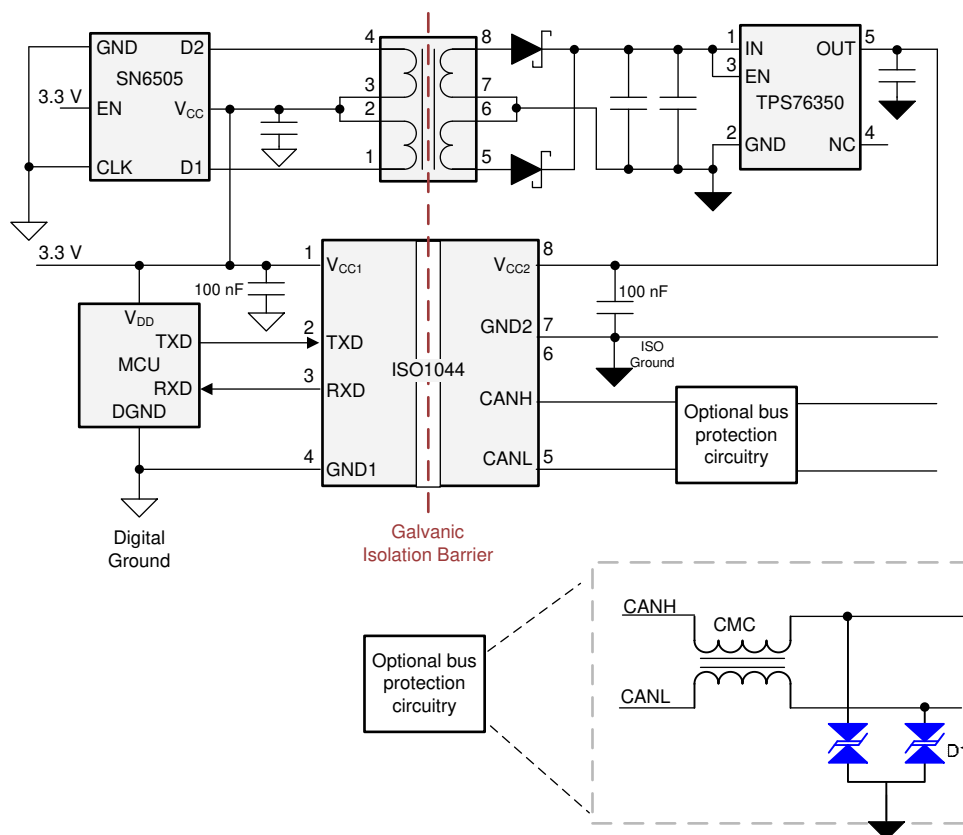 GND
D2
4
8
1
IN
OUT
5
SN6505
3
EN
3
7
3.3 V
EN
VCC
2
6
TPS76350
CLK
D1
1
5
2
GND
NC
4
3.3 V
1
VCC1
VCC2
8
100 nF
100 nF
VDD
TXD
2
TXD
GND2
7
MCU
ISO1044
6
ISO
Ground
RXD
3
RXD
CANH
Optional bus
protection
circuitry
DGND
4
GND1
CANL
5
Digital
Ground
Galvanic
Isolation Barrier
CANH
CMC
Optional bus
protection
circuitry
CANL